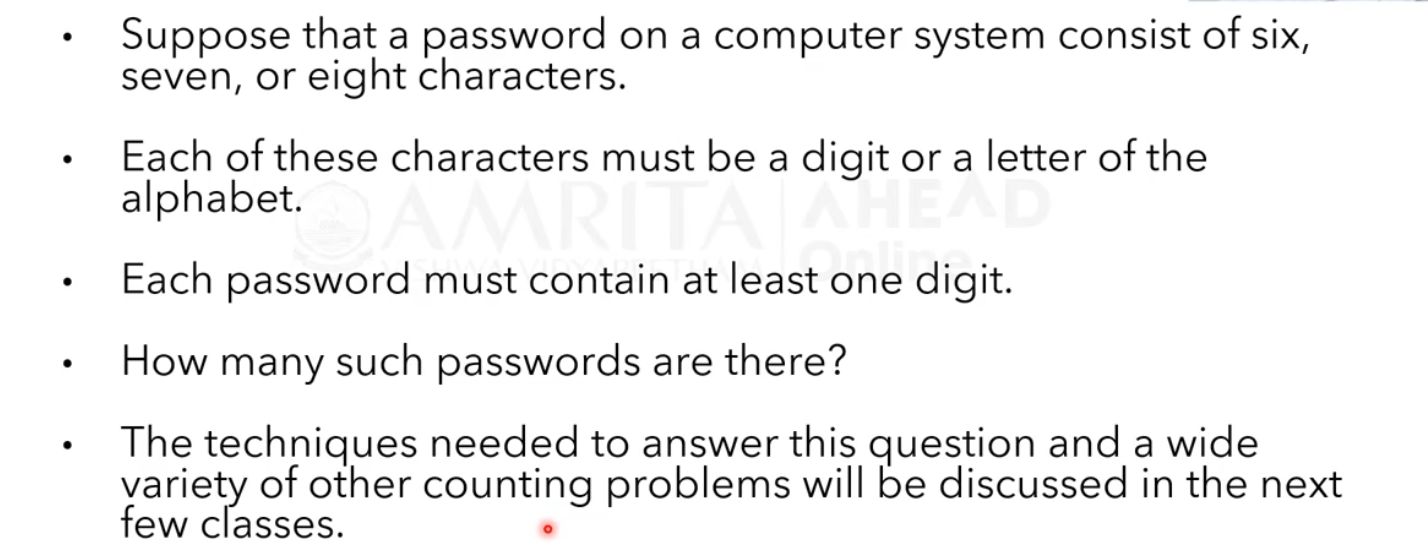 • Suppose that a password on a computer system consist of six,
seven, or eight characters.
• Each of these characters must be a digit or a letter of the
alphabet.
AMRITA AHEAD
VISHWA VIDYAPEETHAM Online
• Each password must contain at least one digit.
• How many such passwords are there?
• The techniques needed to answer this question and a wide
variety of other counting problems will be discussed in the next
few classes.